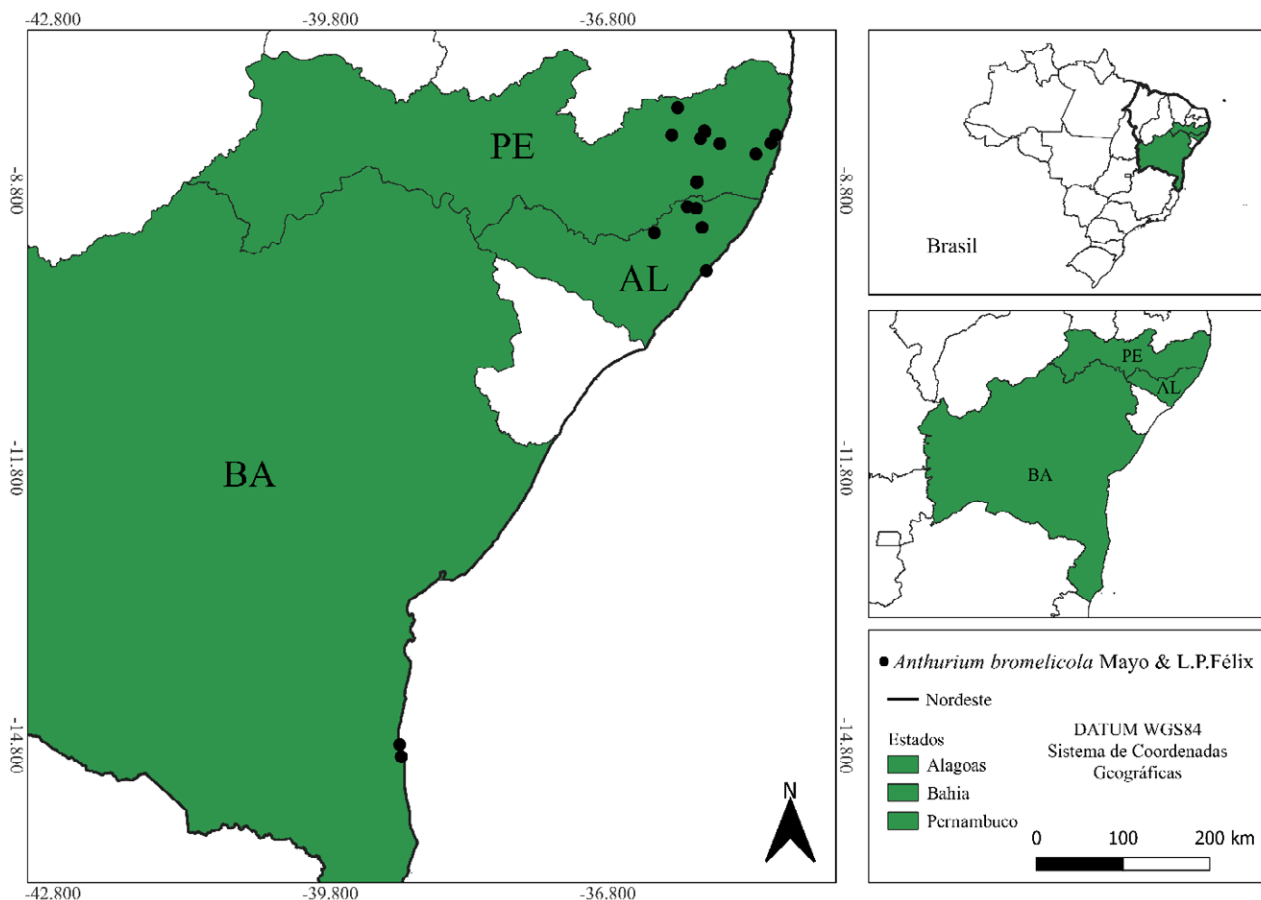 -42.800 -39.800 -36.800
-8.800
-11.800
-14.800
PE
AL
BA
N
-42.800 -39.800 -36.800
-8.800
-11.800
-14.800
Brasil
PE
AL
BA
Anthurium bromelicola Mayo & L.P.Félix
Nordeste
Estados
Alagoas
Bahia
Pernambuco
DATUM WGS84
Sistema de Coordenadas
Geográficas
0 100 200 km